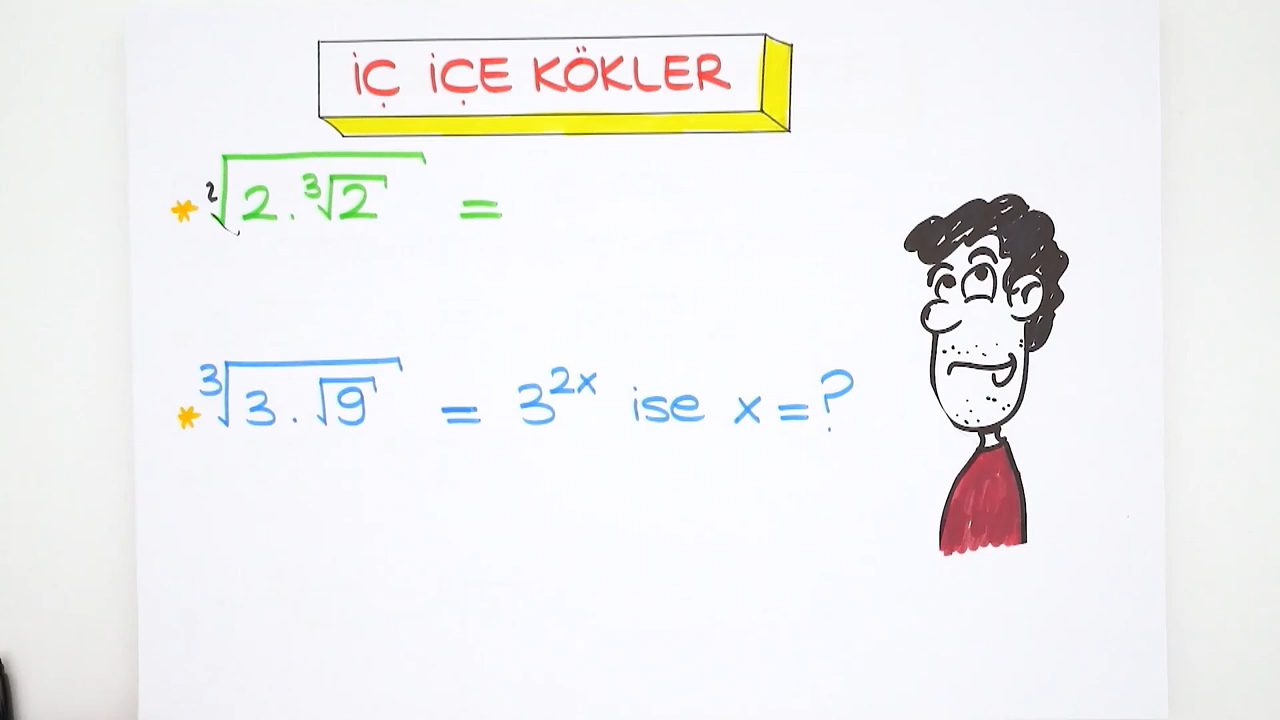 İÇ İÇE KÖKLER
* ²√(2 . ³√2) =
* ³√(3 . √9) = 3^(2x) ise x = ?